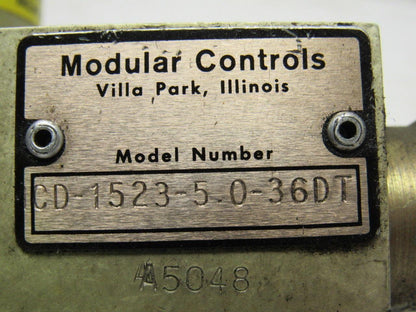 Modular Controls
Villa Park, Illinois
Model Number
CD-1523-5.0-36DT
A5048